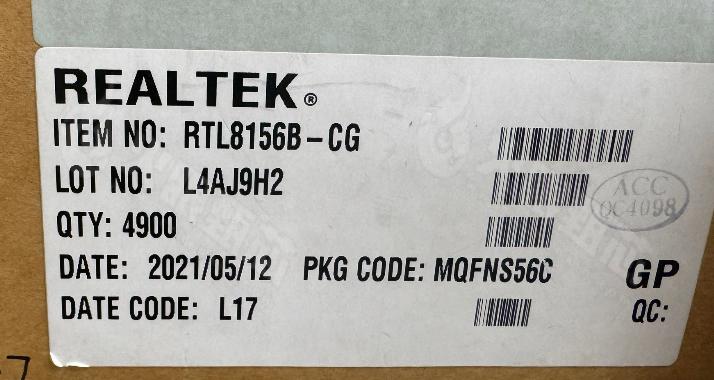 REALTEK®
ITEM NO: RTL8156B-CG
LOT NO: L4AJ9H2
ACC
QC4098
QTY: 4900
DATE: 2021/05/12 PKG CODE: MQFNS56C
GP
DATE CODE: L17
QC:
7